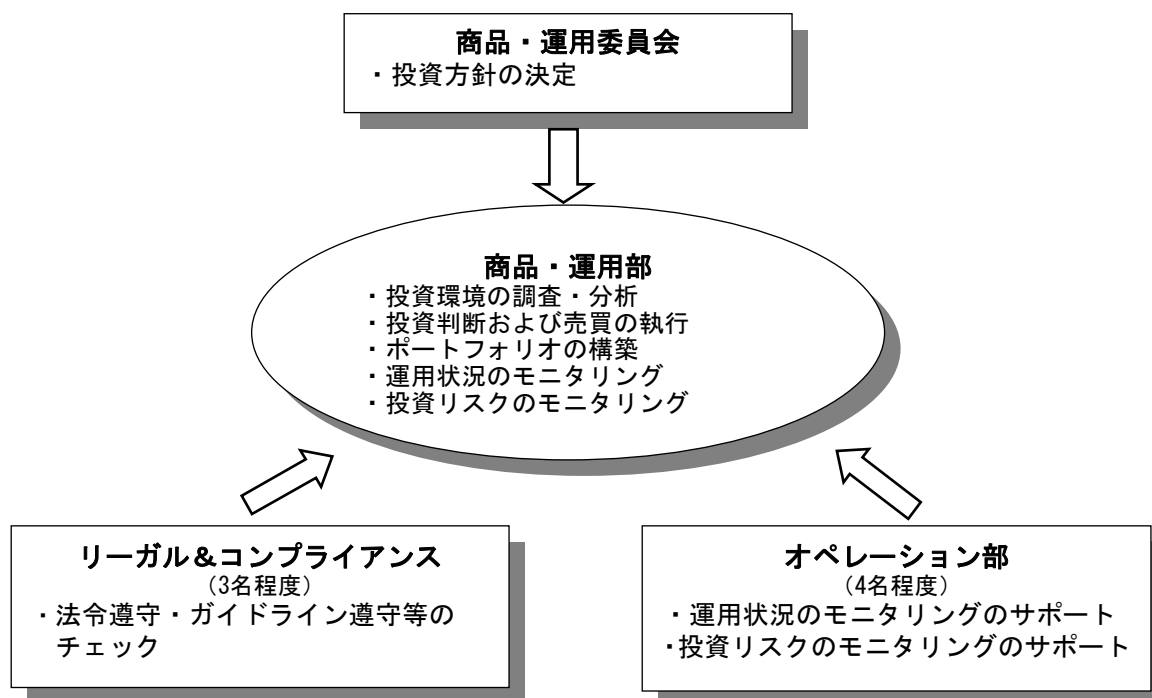 商品・運用委員会
・投資方針の決定
商品・運用部
・投資環境の調査・分析
・投資判断および売買の執行
・ポートフォリオの構築
・運用状況のモニタリング
・投資リスクのモニタリング
リーガル＆コンプライアンス
（3名程度）
・法令遵守・ガイドライン遵守等の
チェック
オペレーション部
（4名程度）
・運用状況のモニタリングのサポート
・投資リスクのモニタリングのサポート